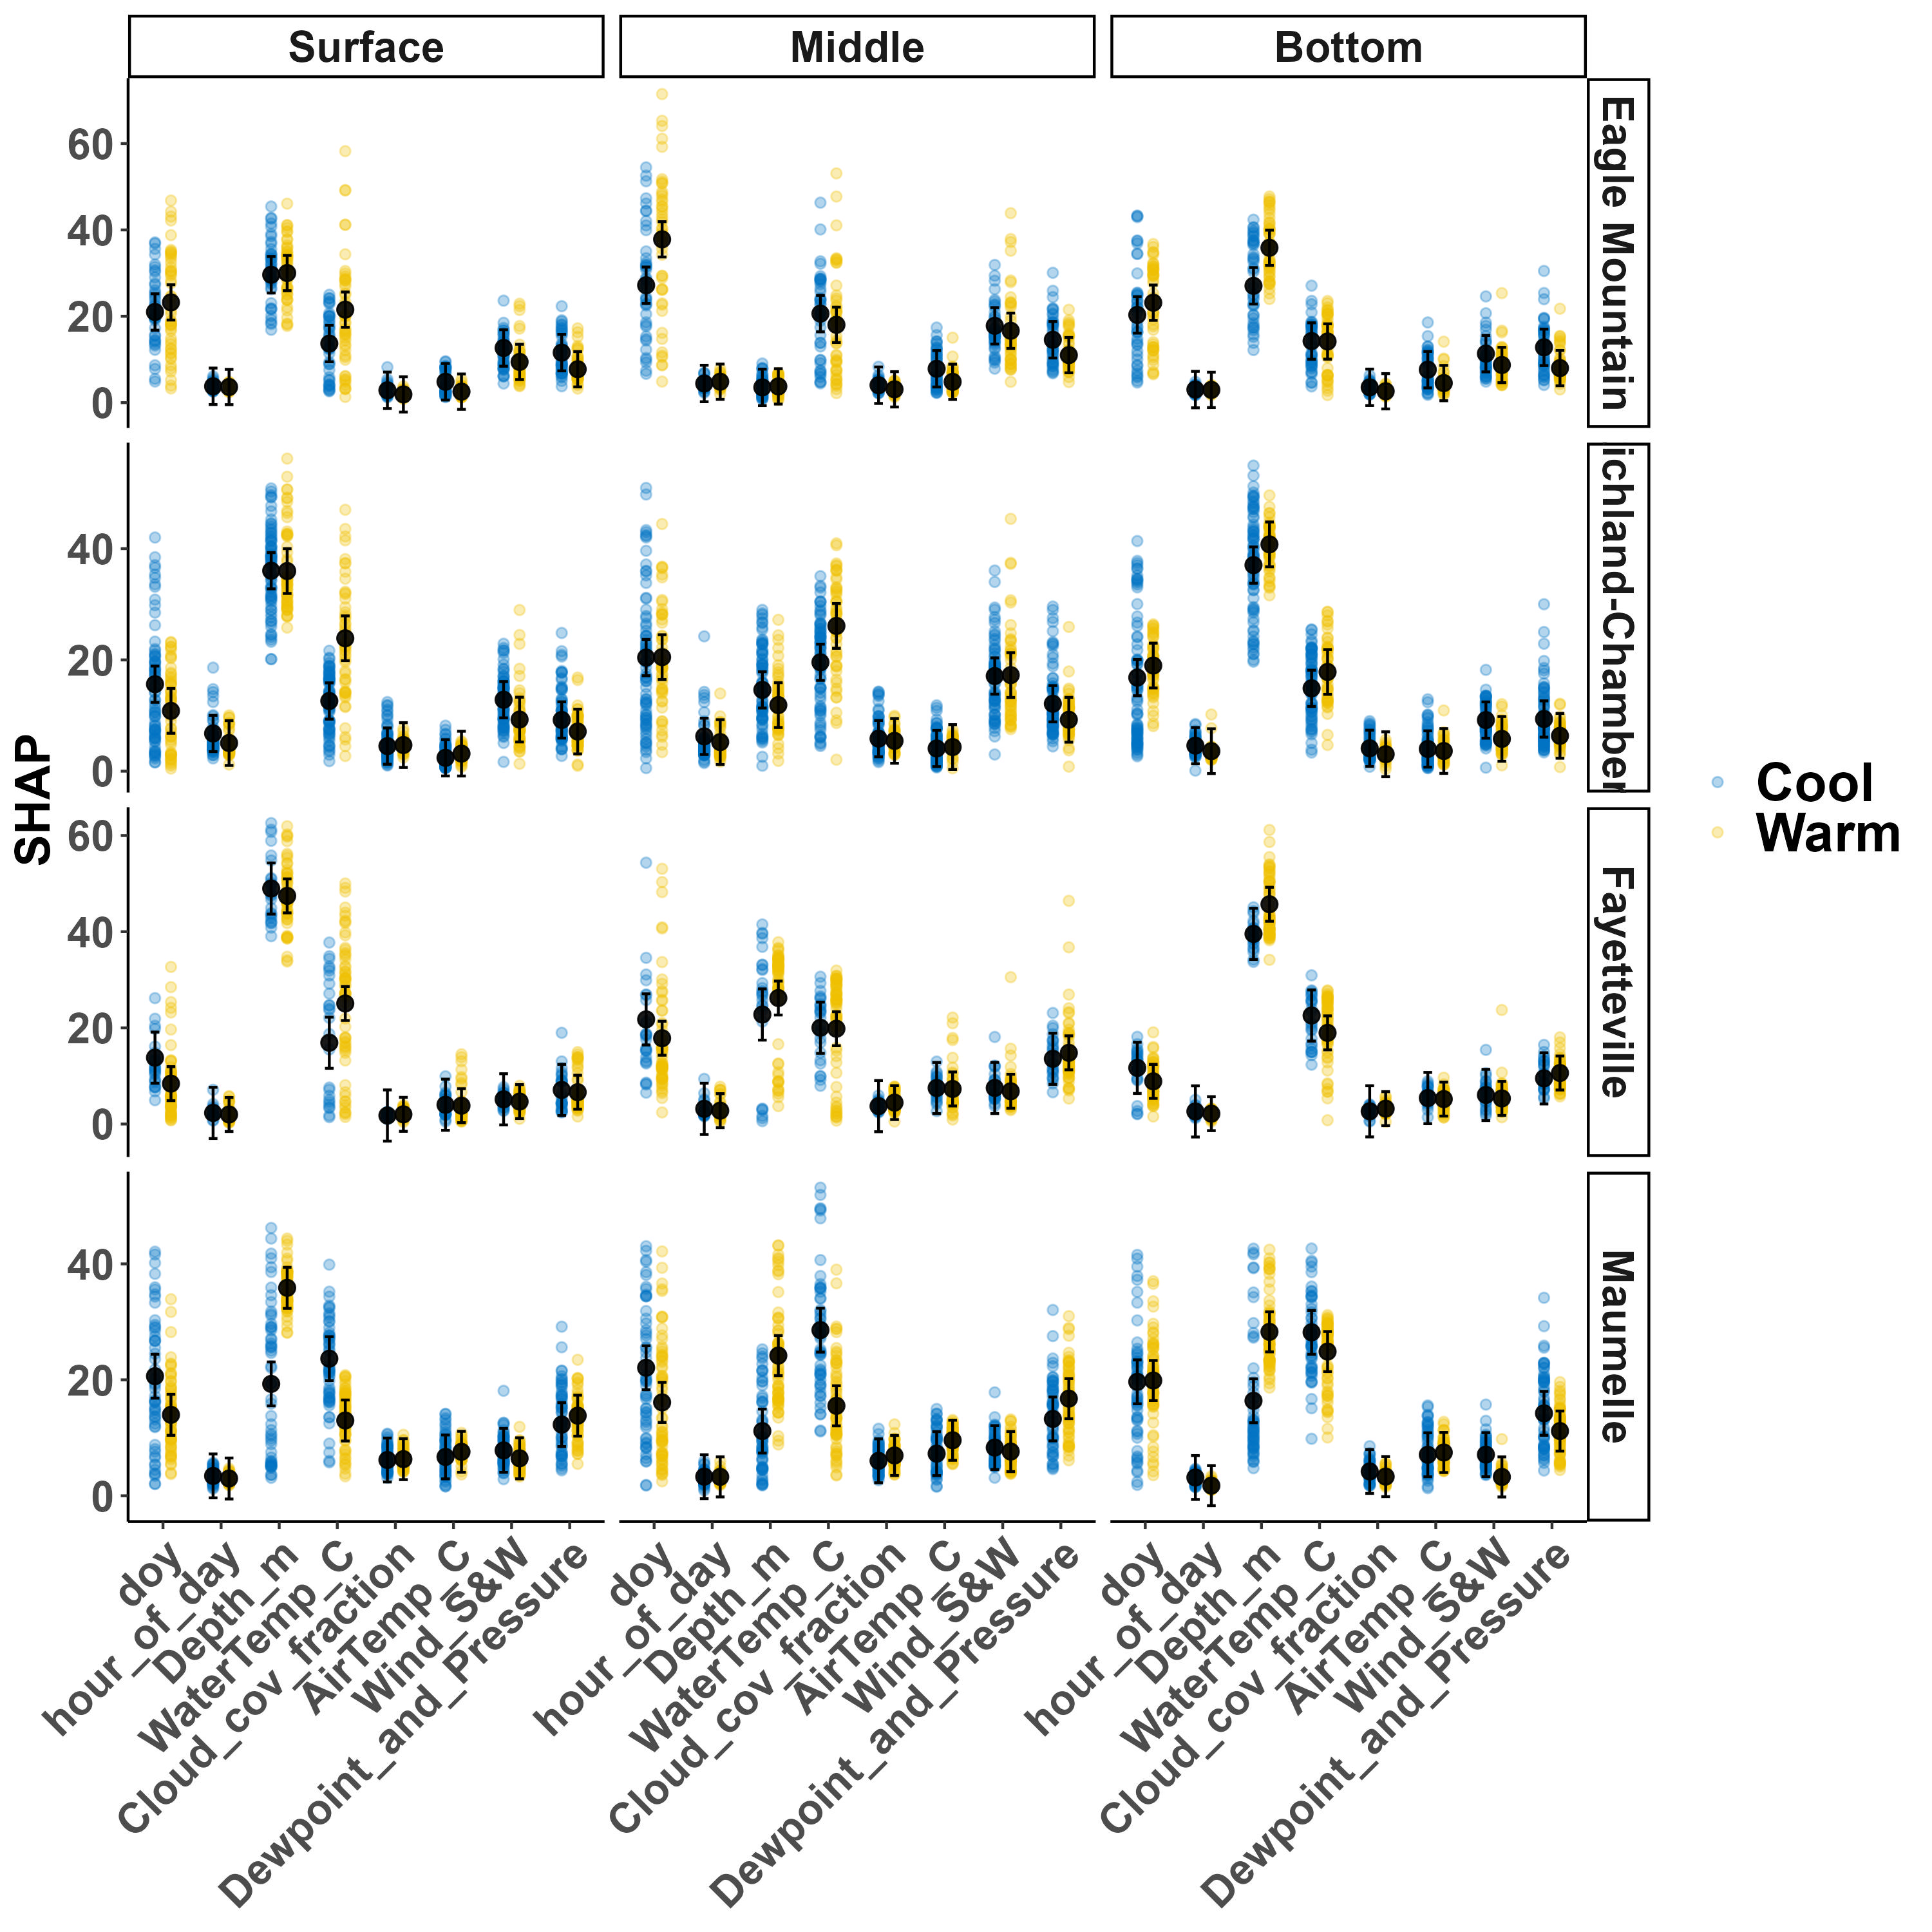 Surface Middle Bottom
Eagle Mountain
60
40
20
0
ichland-Chamber
40
20
0
SHAP
Cool
Warm
Fayetteville
60
40
20
0
Maumelle
40
20
0
doy
hour_of_day
Depth_m
WaterTemp_C
Cloud_cov_fraction
AirTemp_C
Wind_S&W
Dewpoint_and_Pressure
doy
hour_of_day
Depth_m
WaterTemp_C
Cloud_cov_fraction
AirTemp_C
Wind_S&W
Dewpoint_and_Pressure
doy
hour_of_day
Depth_m
WaterTemp_C
Cloud_cov_fraction
AirTemp_C
Wind_S&W
Dewpoint_and_Pressure